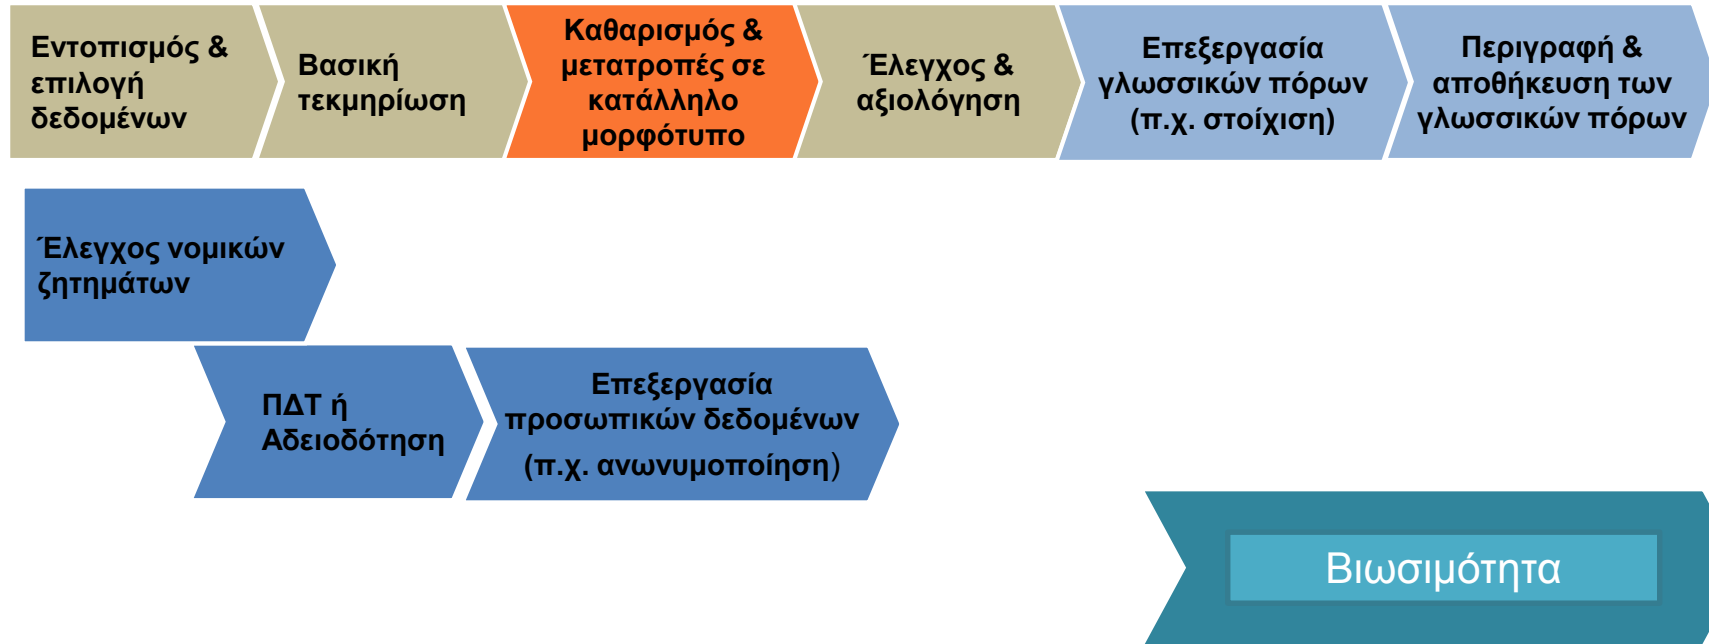 Εντοπισμός &
επιλογή
δεδομένων
Βασική
τεκμηρίωση
Καθαρισμός &
μετατροπές σε
κατάλληλο
μορφότυπο
Έλεγχος &
αξιολόγηση
Επεξεργασία
γλωσσικών πόρων
(π.χ. στοίχιση)
Περιγραφή &
αποθήκευση των
γλωσσικών πόρων
Έλεγχος νομικών
ζητημάτων
ΠΔΤ ή
Αδειοδότηση
Επεξεργασία
προσωπικών δεδομένων
(π.χ. ανωνυμοποίηση)
Βιωσιμότητα